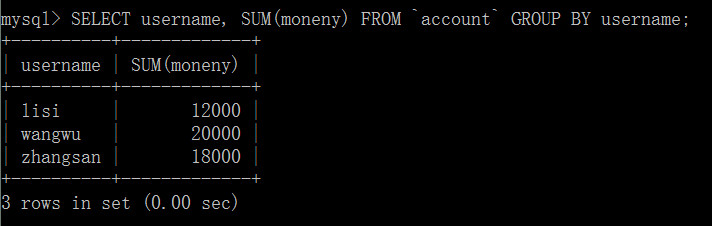 mysql> SELECT username, SUM(moneny) FROM `account` GROUP BY username;
+----------+-------------+
| username | SUM(moneny) |
+----------+-------------+
| lisi     |       12000 |
| wangwu   |       20000 |
| zhangsan |       18000 |
+----------+-------------+
3 rows in set (0.00 sec)